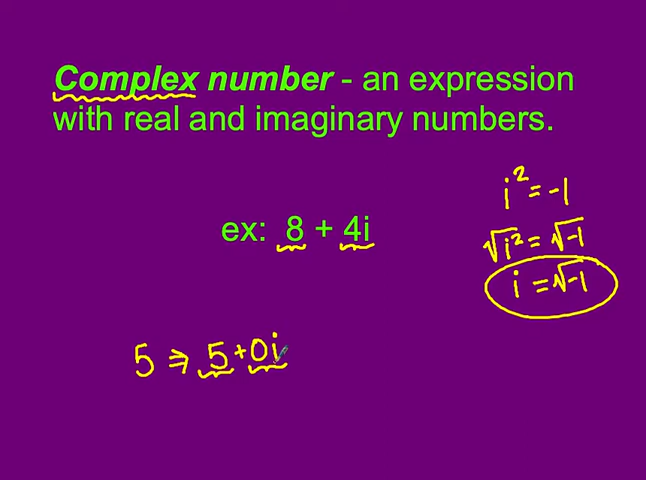 Complex number - an expression
with real and imaginary numbers.
i² = -1
ex: 8 + 4i
√i² = √-1
i = √-1
5 ⇒ 5 + 0i